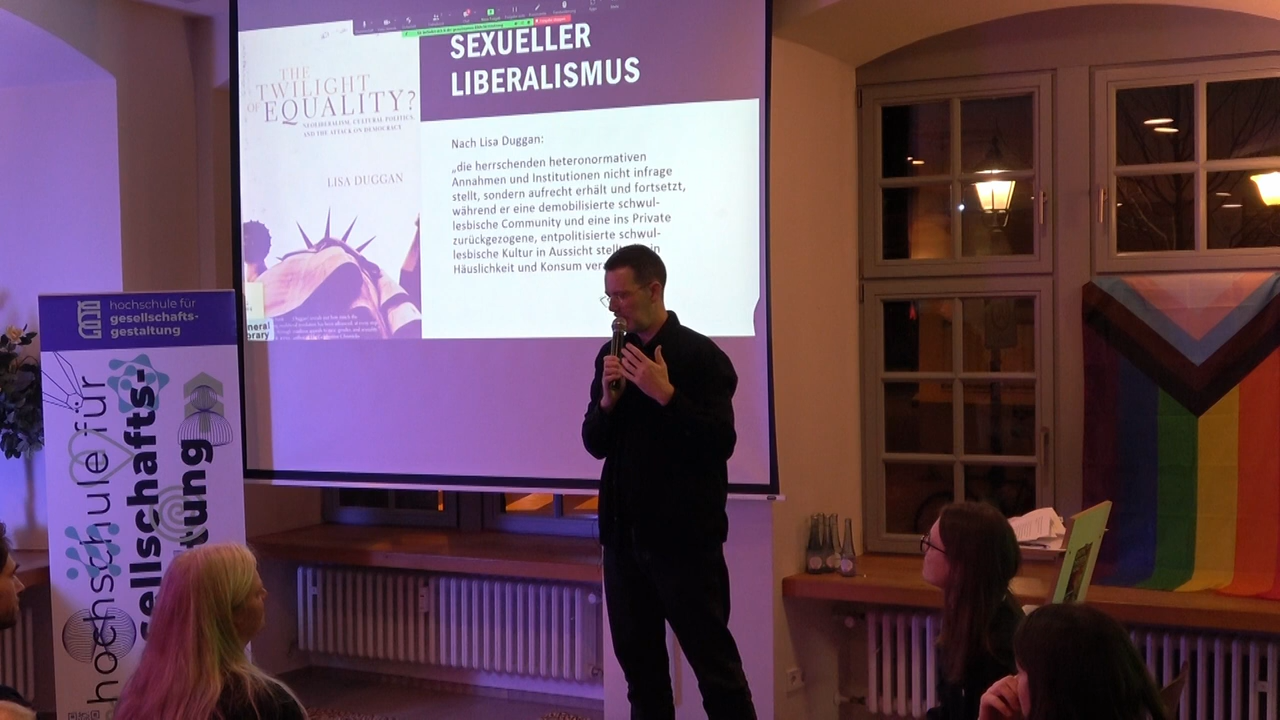 THE
TWILIGHT
OF EQUALITY?
NEOLIBERALISM, CULTURAL POLITICS,
AND THE ATTACK ON DEMOCRACY
LISA DUGGAN
SEXUELLER
LIBERALISMUS
Nach Lisa Duggan:
„die herrschenden heteronormativen
Annahmen und Institutionen nicht infrage
stellt, sondern aufrecht erhält und fortsetzt,
während er eine demobilisierte schwul-
lesbische Community und eine ins Private
zurückgezogene, entpolitisierte schwul-
lesbische Kultur in Aussicht
Häuslichkeit und Konsum
hochschule für
gesellschafts-
gestaltung
hochschule für
gesellschafts-
tung